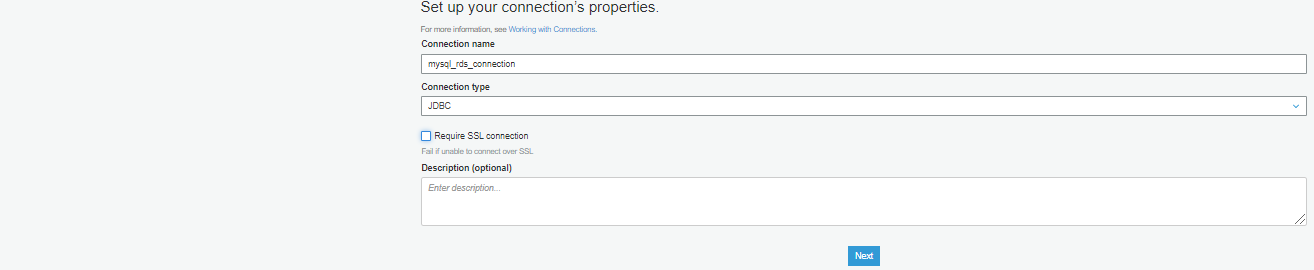 Set up your connection's properties.
For more information, see Working with Connections.
Connection name
mysql_rds_connection
Connection type
JDBC
Require SSL connection
Fail if unable to connect over SSL
Description (optional)
Enter description...
Next